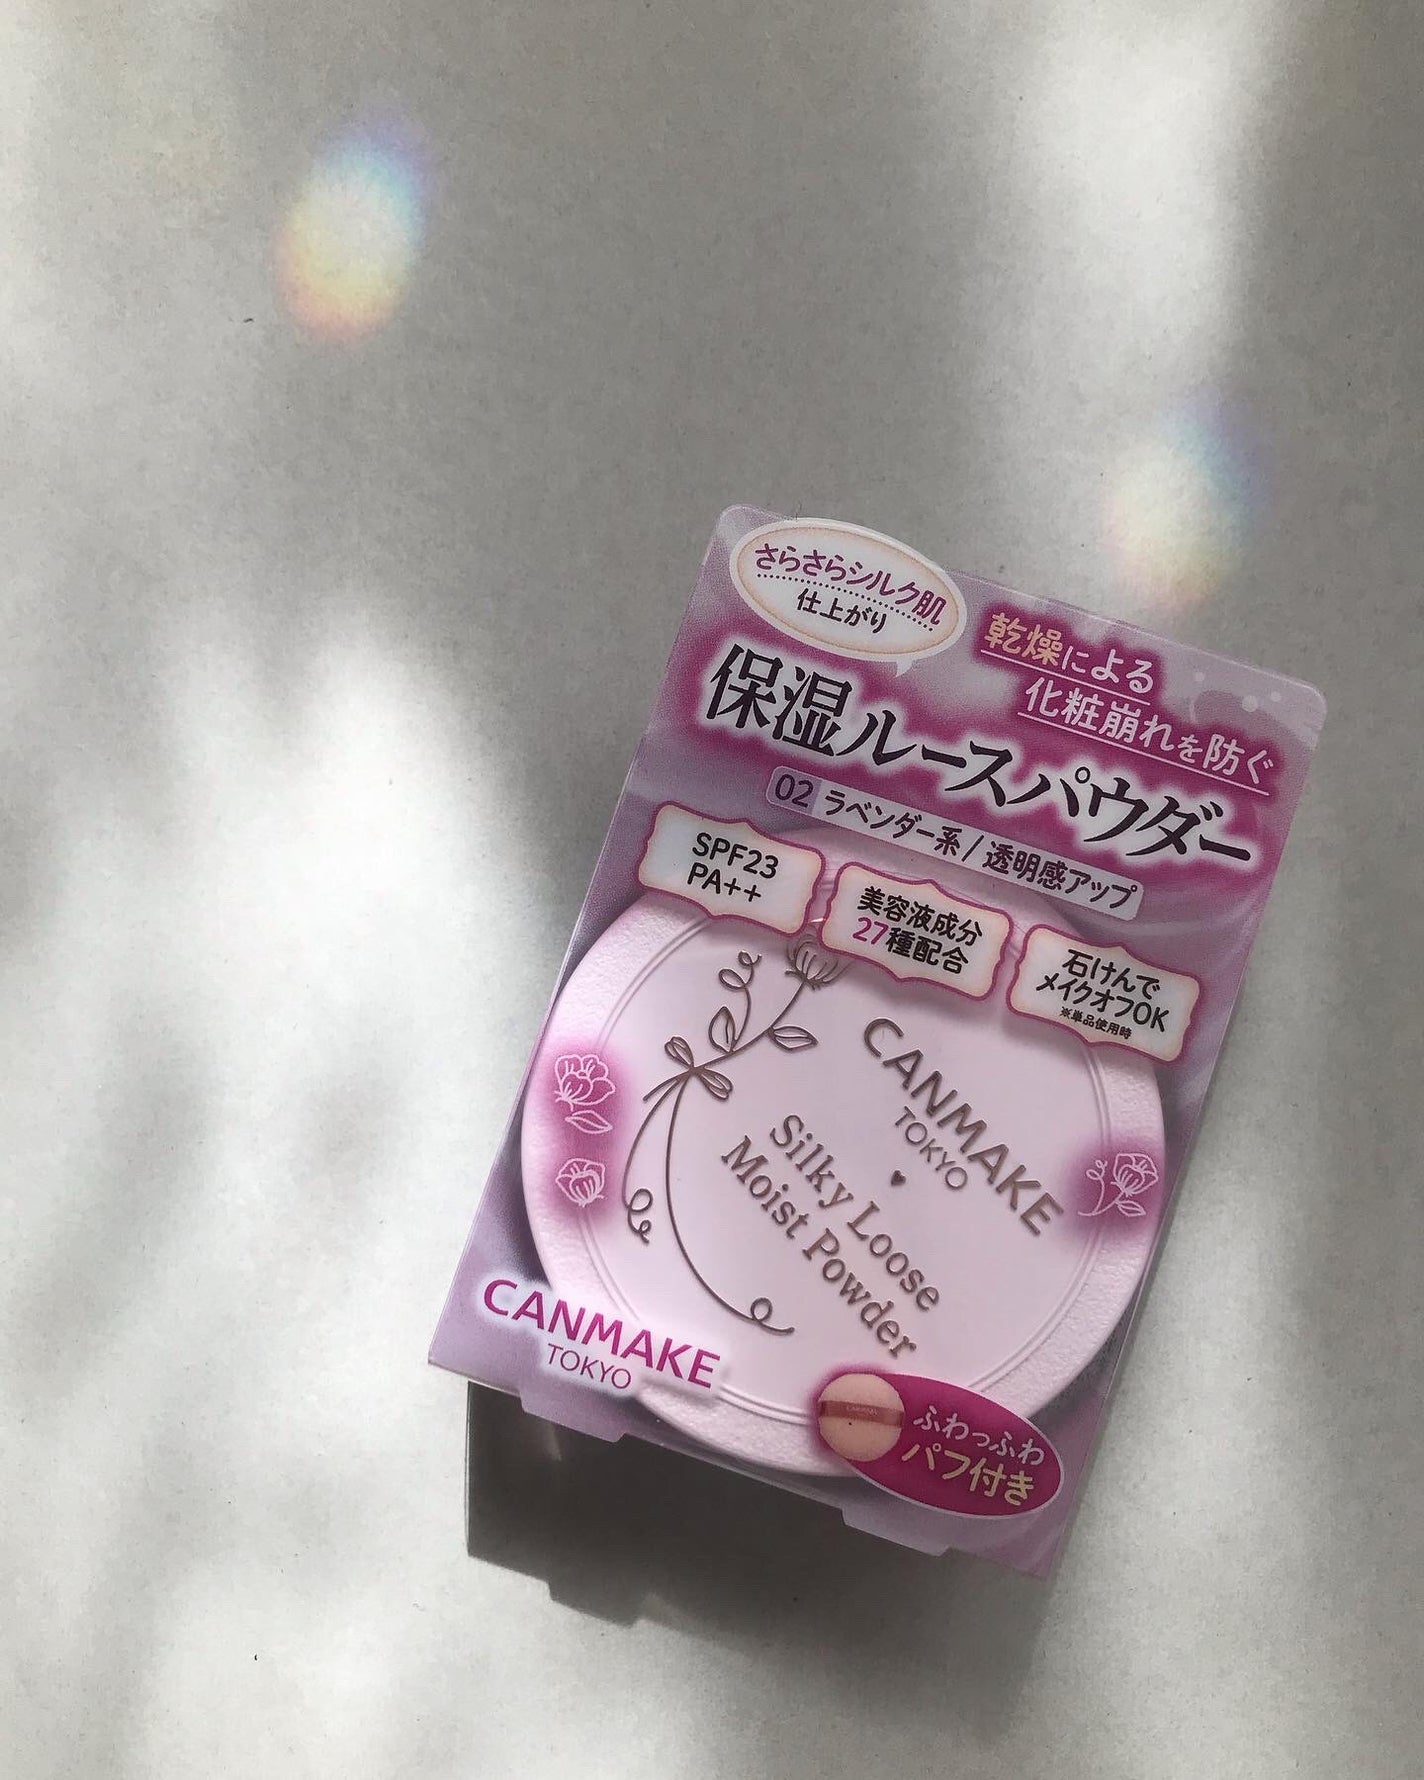 さらさらシルク肌
仕上がり
乾燥による
化粧崩れを防ぐ
保湿ルースパウダー
02 ラベンダー系/透明感アップ
SPF23
PA++
美容液成分
27種配合
石けんで
メイクオフOK
※単品使用時
CANMAKE
TOKYO
Silky Loose
Moist Powder
CANMAKE
TOKYO
ふわっふわ
パフ付き